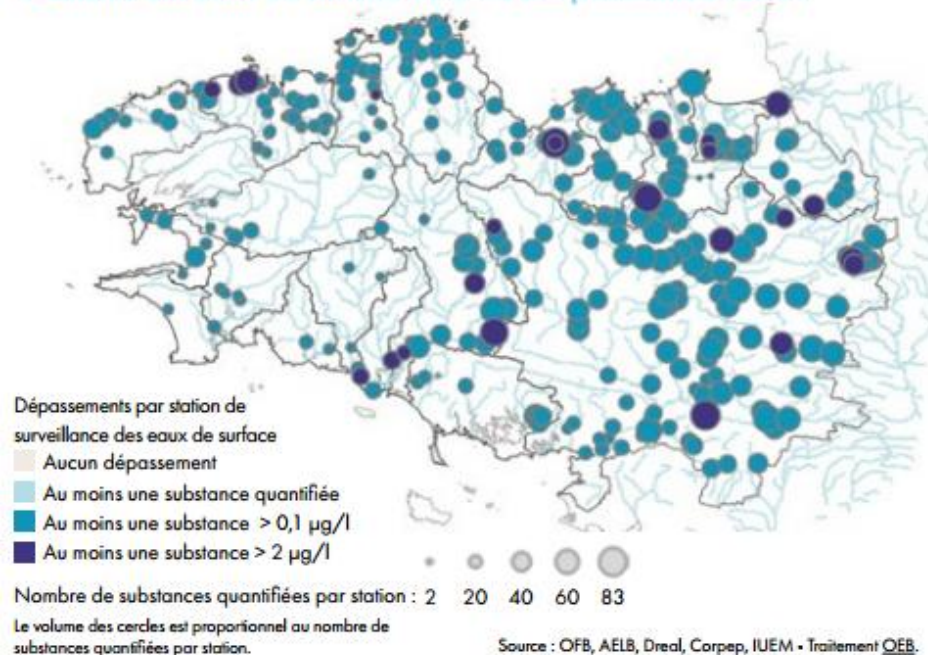 Dépassements par station de
surveillance des eaux de surface
Aucun dépassement
Au moins une substance quantifiée
Au moins une substance > 0,1 µg/l
Au moins une substance > 2 µg/l
Nombre de substances quantifiées par station : 2 20 40 60 83
Le volume des cercles est proportionnel au nombre de
substances quantifiées par station.
Source : OFB, AELB, Dreal, Corpep, IUEM • Traitement OEB.